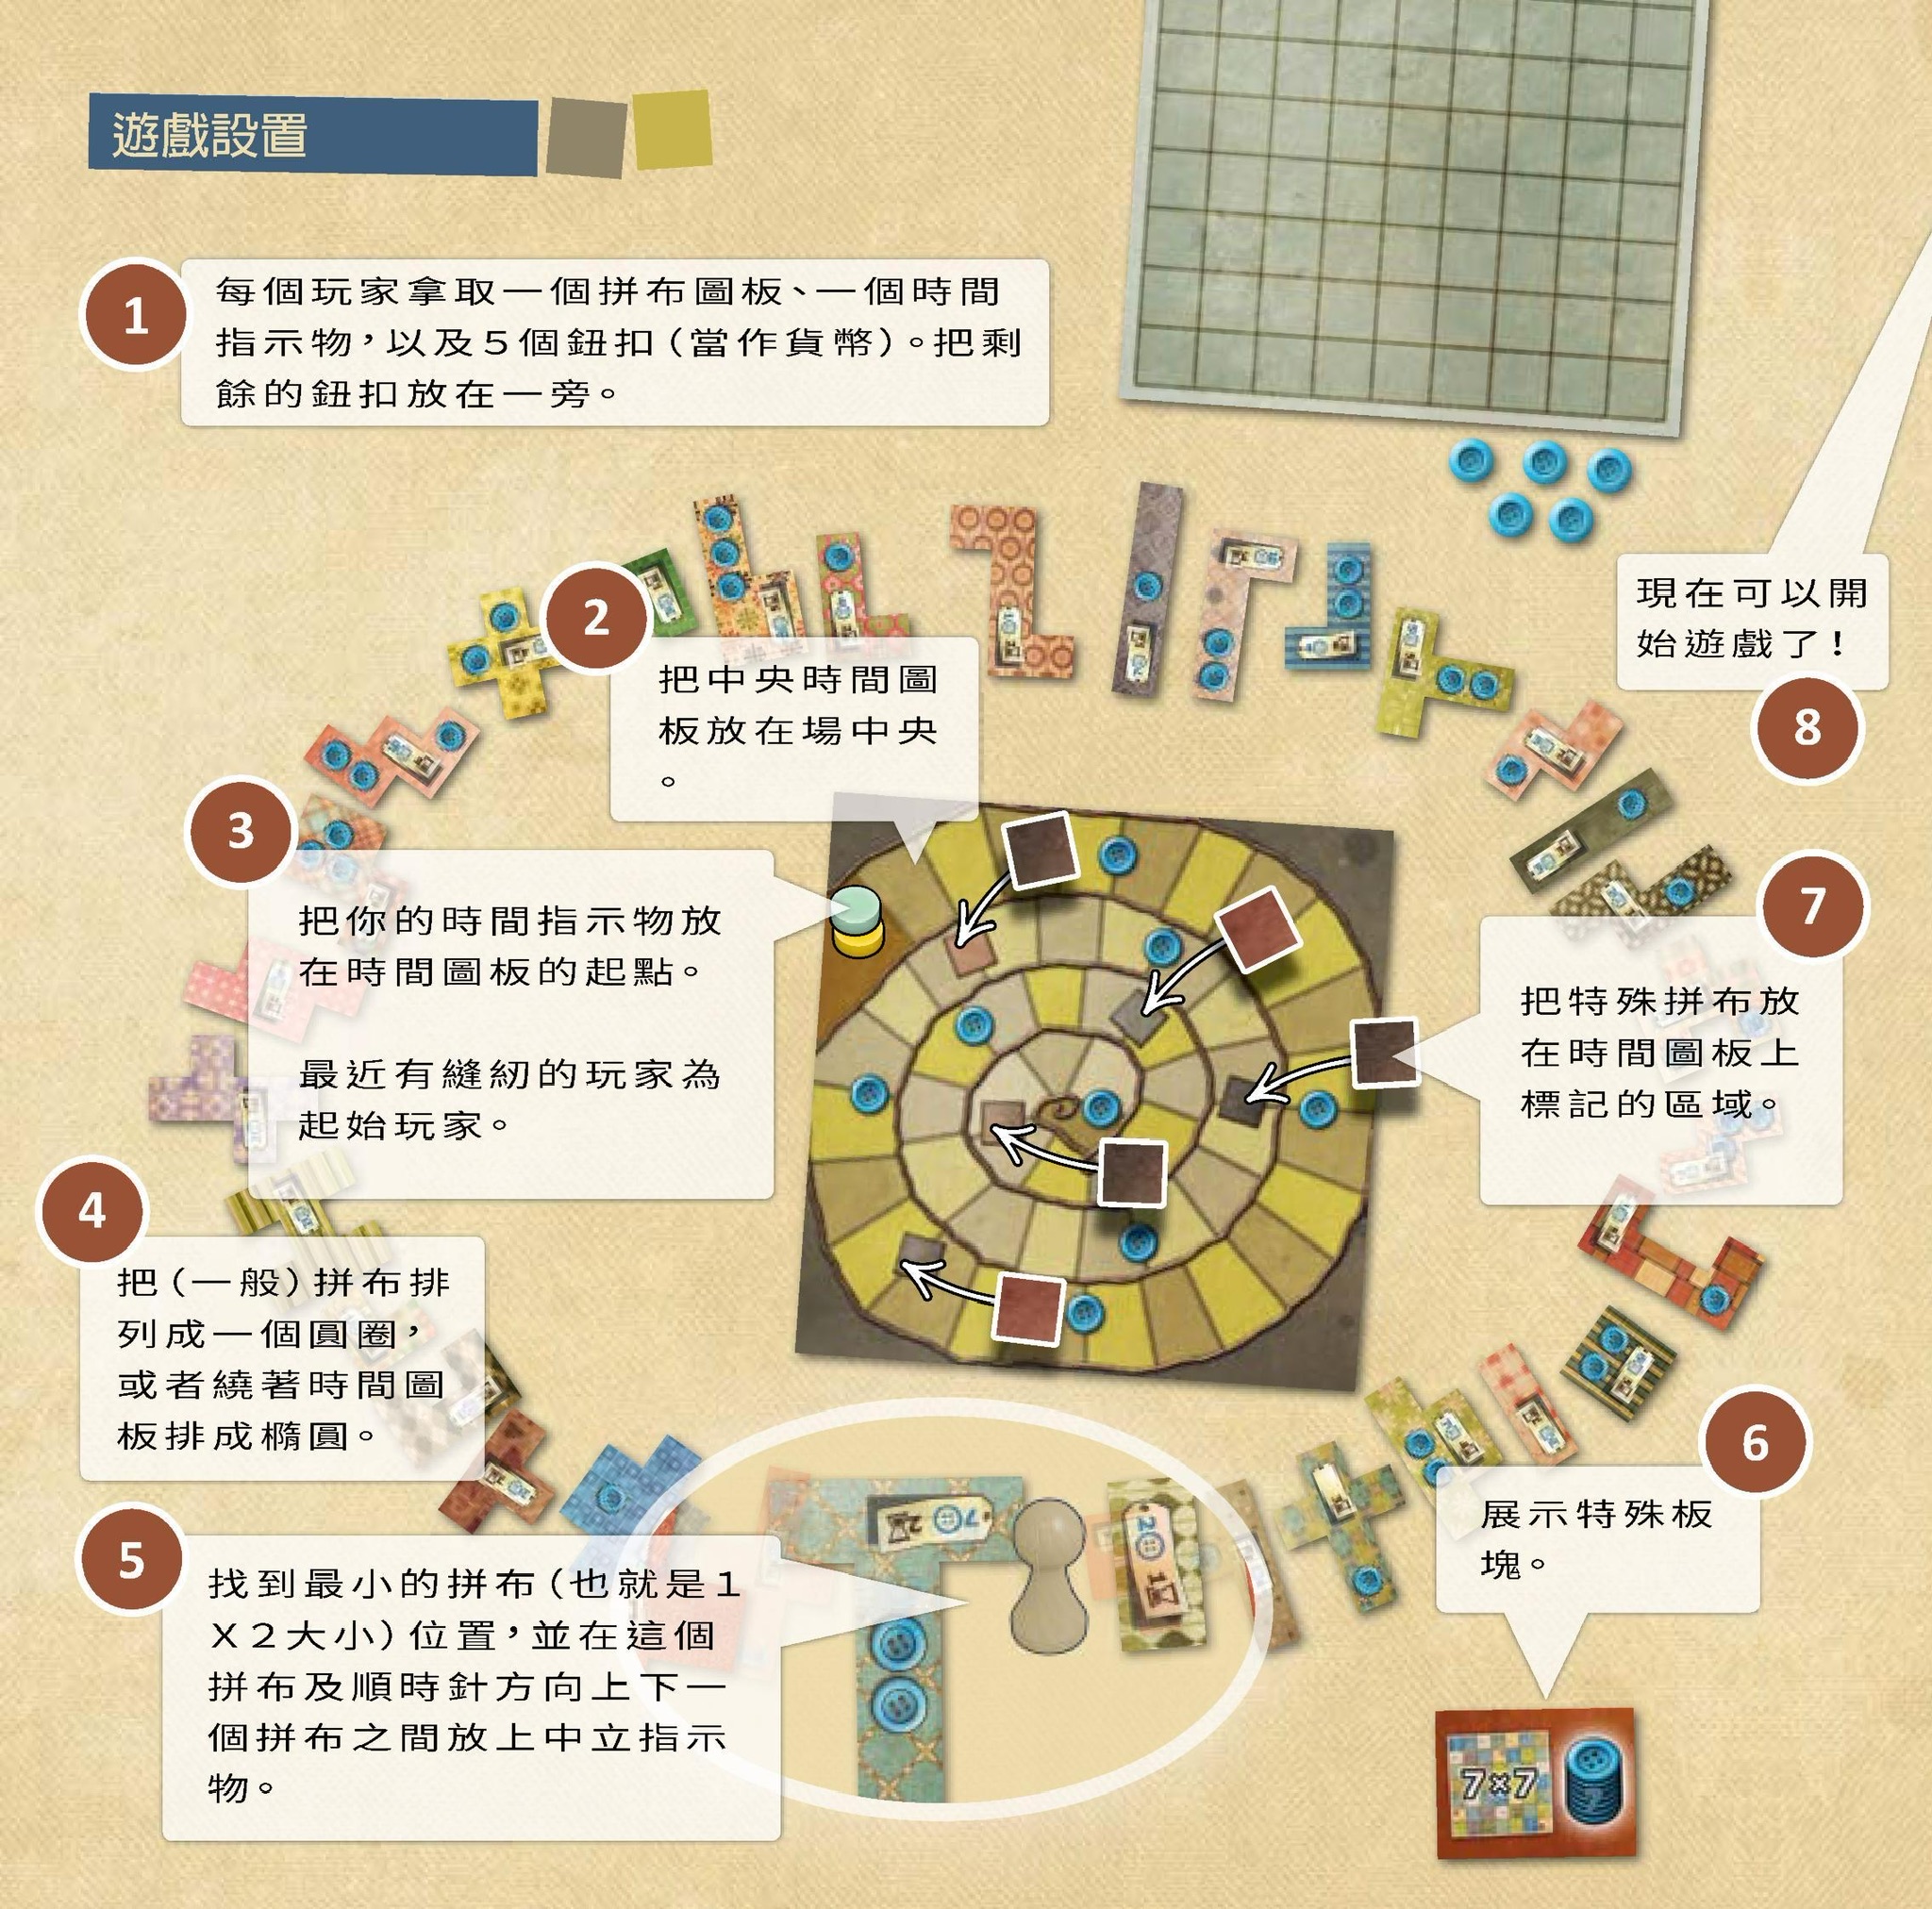 遊戲設置
1
每個玩家拿取一個拼布圖板、一個時間
指示物,以及5個鈕扣(當作貨幣)。把剩
餘的鈕扣放在一旁。
2
把中央時間圖
板放在場中央
。
3
把你的時間指示物放
在時間圖板的起點。
最近有縫紉的玩家為
起始玩家。
4
把(一般)拼布排
列成一個圓圈,
或者繞著時間圖
板排成橢圓。
5
找到最小的拼布(也就是1
X2大小)位置,並在這個
拼布及順時針方向上下一
個拼布之間放上中立指示
物。
7
2
2
1
6
展示特殊板
塊。
7×7
7
7
把特殊拼布放
在時間圖板上
標記的區域。
8
現在可以開
始遊戲了!